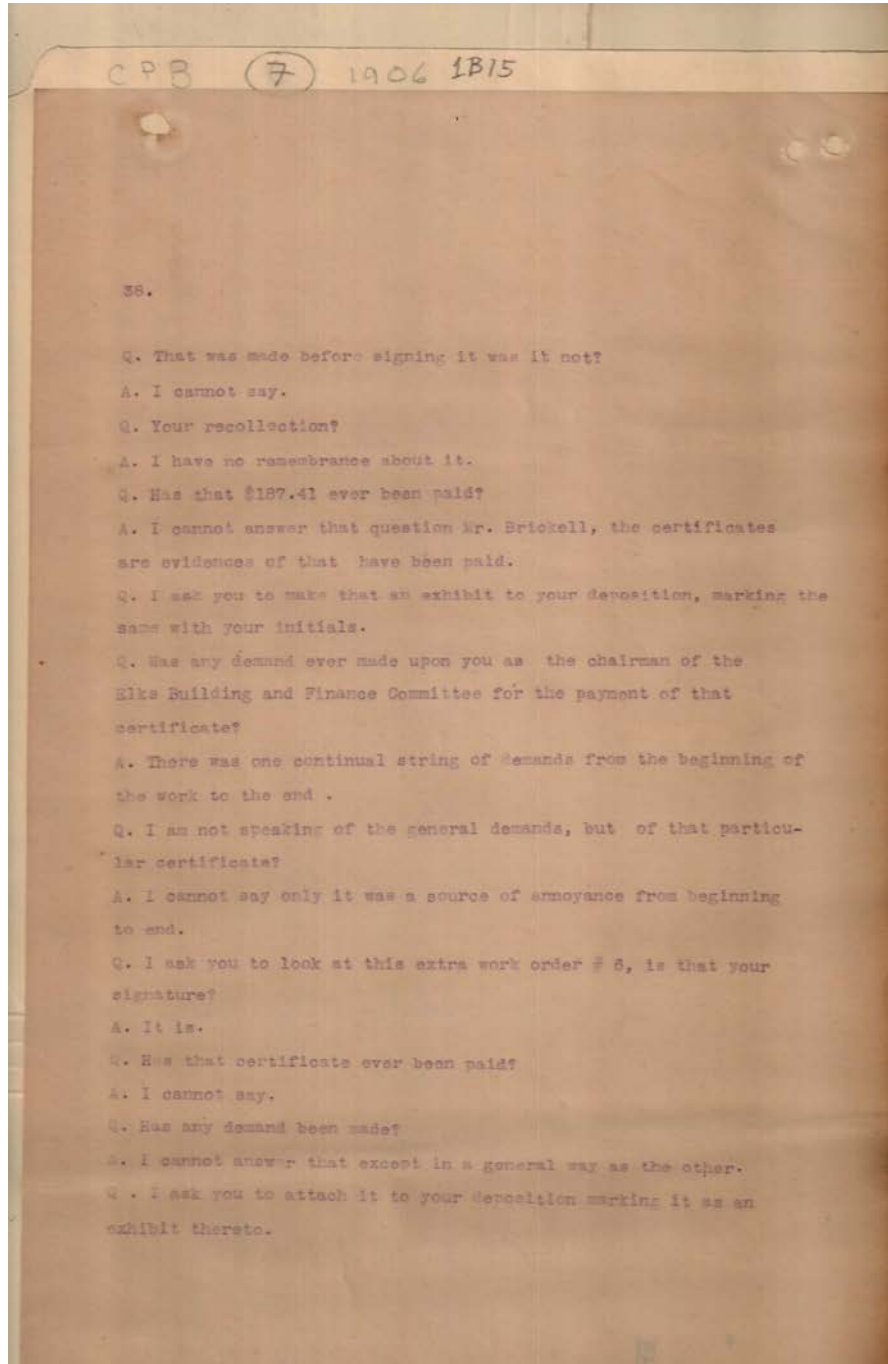 CPB (7) 1906 1B15
38.
Q. That was made before signing it was it not?
A. I cannot say.
Q. Your recollection?
A. I have no remembrance about it.
Q. Has that $187.41 ever been paid?
A. I cannot answer that question Mr. Brickell, the certificates
are evidences of that  have been paid.
Q. I ask you to make that an exhibit to your deposition, marking the
same with your initials.
Q. Was any demand ever made upon you as  the chairman of the
Elks Building and Finance Committee for the payment of that
certificate?
A. There was one continual string of demands from the beginning of
the work to the end .
Q. I am not speaking of the general demands, but  of that particu-
lar certificate?
A. I cannot say only it was a source of annoyance from beginning
to end.
Q. I ask you to look at this extra work order # 6, is that your
signature?
A. It is.
Q. Has that certificate ever been paid?
A. I cannot say.
Q. Has any demand been made?
A. I cannot answer that except in a general way as the other.
Q . I ask you to attach it to your deposition marking it as an
exhibit thereto.